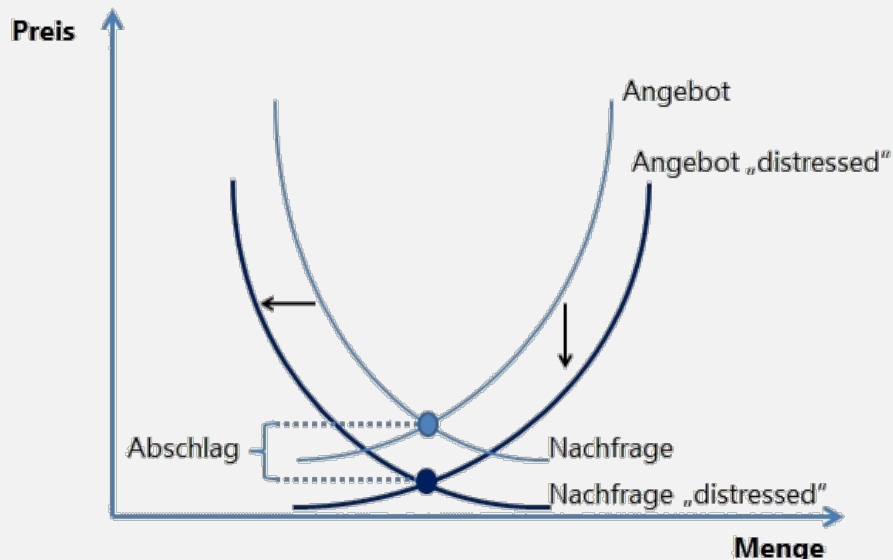 Preis
Angebot
Angebot „distressed“
Abschlag
Nachfrage
Nachfrage „distressed“
Menge